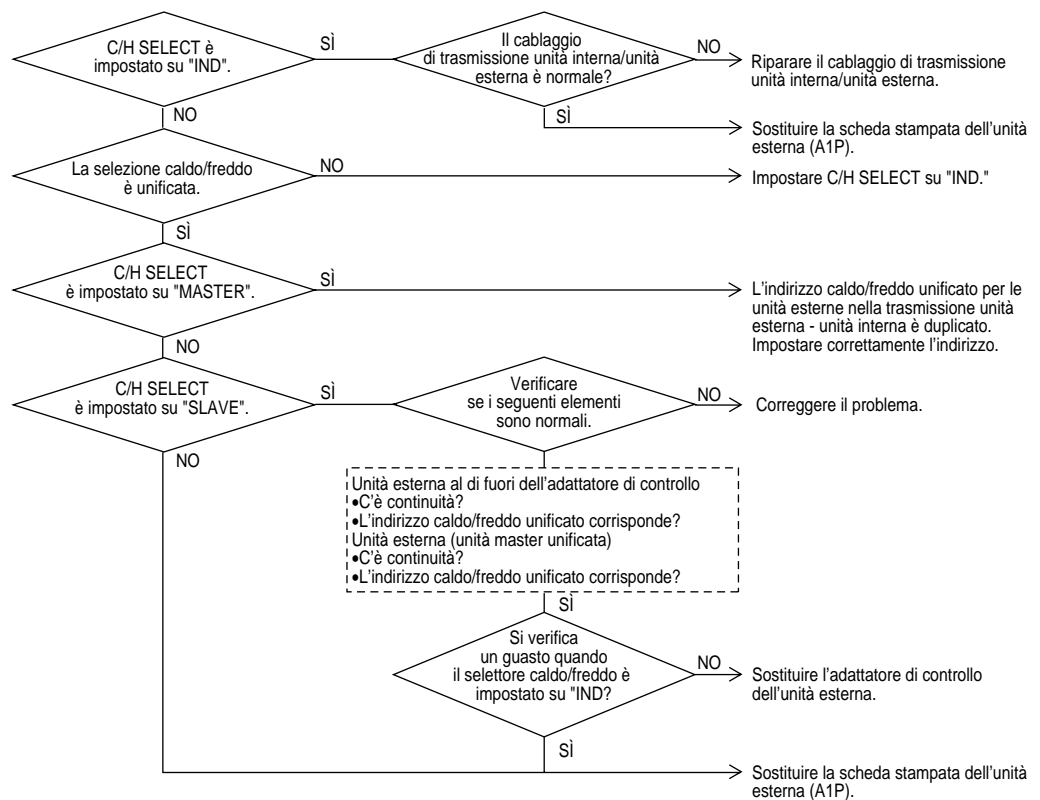 C/H SELECT è
impostato su "IND".
SÌ
Il cablaggio
di trasmissione unità interna/unità
esterna è normale?
NO
Riparare il cablaggio di trasmissione
unità interna/unità esterna.
NO
SÌ
Sostituire la scheda stampata dell'unità
esterna (A1P).
La selezione caldo/freddo
è unificata.
NO
Impostare C/H SELECT su "IND."
SÌ
C/H SELECT
è impostato su "MASTER".
SÌ
L'indirizzo caldo/freddo unificato per le
unità esterne nella trasmissione unità
esterna - unità interna è duplicato.
Impostare correttamente l'indirizzo.
NO
C/H SELECT
è impostato su "SLAVE".
SÌ
Verificare
se i seguenti elementi
sono normali.
NO
Correggere il problema.
NO
Unità esterna al di fuori dell'adattatore di controllo
•C'è continuità?
•L'indirizzo caldo/freddo unificato corrisponde?
Unità esterna (unità master unificata)
•C'è continuità?
•L'indirizzo caldo/freddo unificato corrisponde?
SÌ
Si verifica
un guasto quando
il selettore caldo/freddo è
impostato su "IND?
NO
Sostituire l'adattatore di controllo
dell'unità esterna.
SÌ
Sostituire la scheda stampata dell'unità
esterna (A1P).